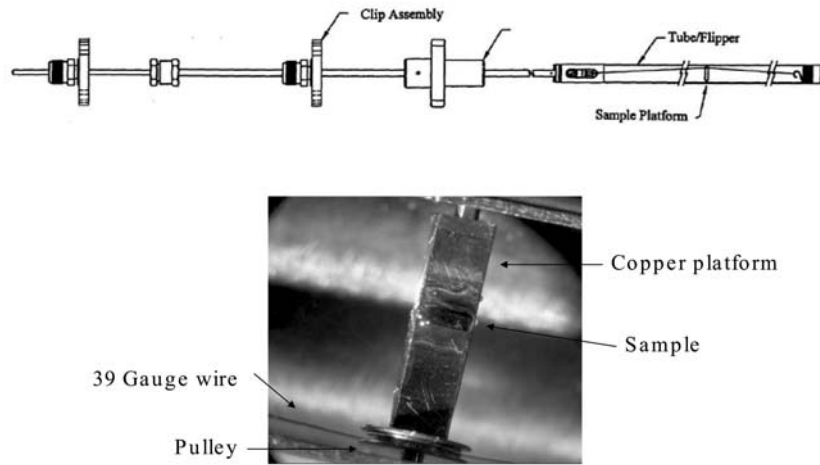 Clip Assembly
Tube/Flipper
Sample Platform
Copper platform
Sample
39 Gauge wire
Pulley